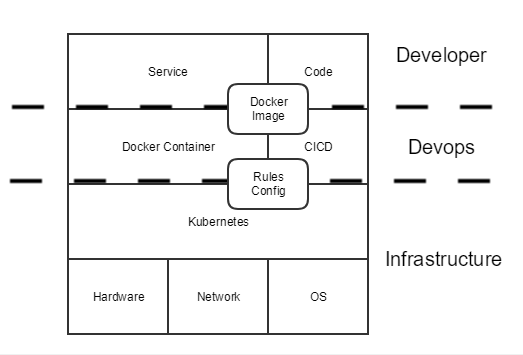 Developer
Service
Code
Docker
Image
Docker Container
CICD
Devops
Rules
Config
Kubernetes
Infrastructure
Hardware
Network
OS